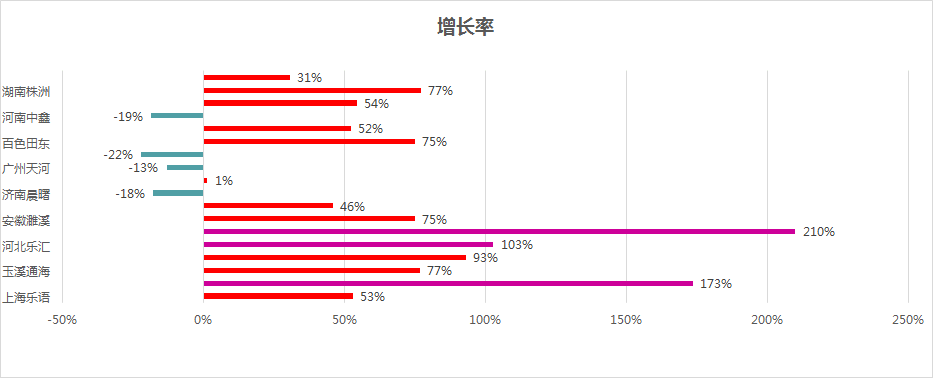 增长率
31%
湖南株洲 77%
54%
河南中鑫 -19%
52%
百色田东 75%
-22%
广州天河 -13%
1%
济南晨曙 -18%
46%
安徽濉溪 75%
210%
河北乐汇 103%
93%
玉溪通海 77%
173%
上海乐语 53%
-50% 0% 50% 100% 150% 200% 250%